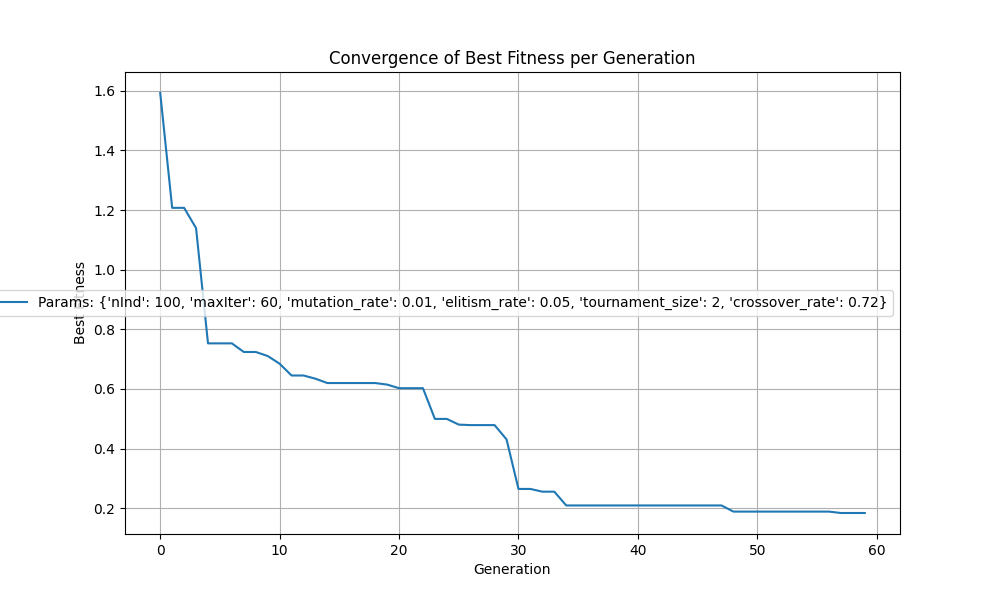 Convergence of Best Fitness per Generation
1.6
1.4
1.2
1.0
0.8
0.6
0.4
0.2
Best
Params: {'nInd': 100, 'maxIter': 60, 'mutation_rate': 0.01, 'elitism_rate': 0.05, 'tournament_size': 2, 'crossover_rate': 0.72}
0 10 20 30 40 50 60
Generation